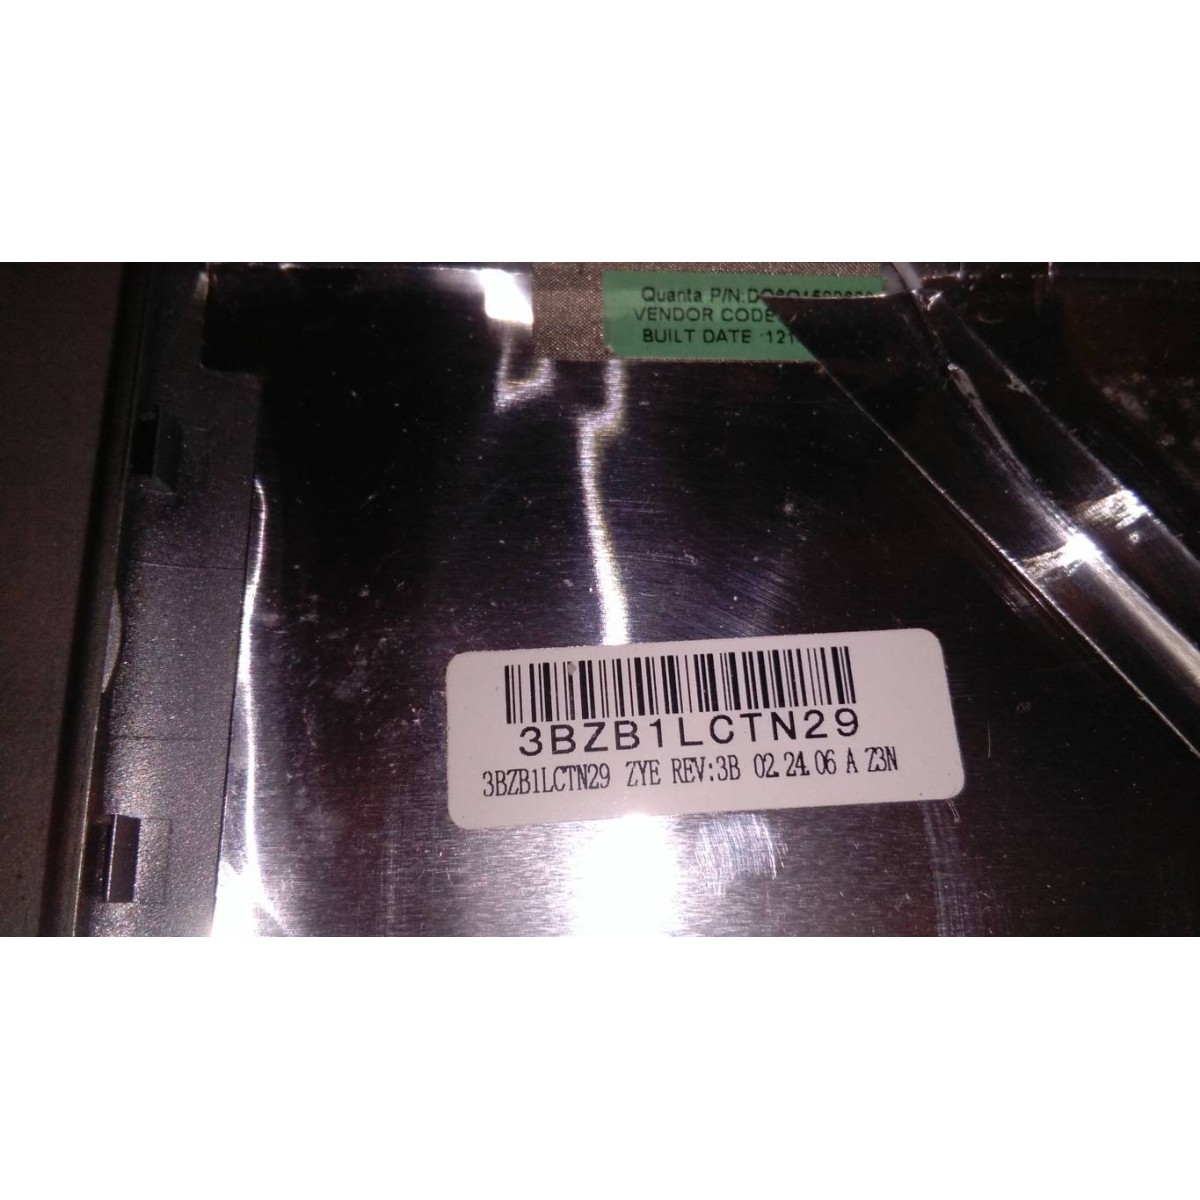 Quanta
VENDOR CODE
BUILT DATE
3BZB1LCTN29
3BZB1LCTN29 ZYE REV:3B 02.24.06 A Z3N